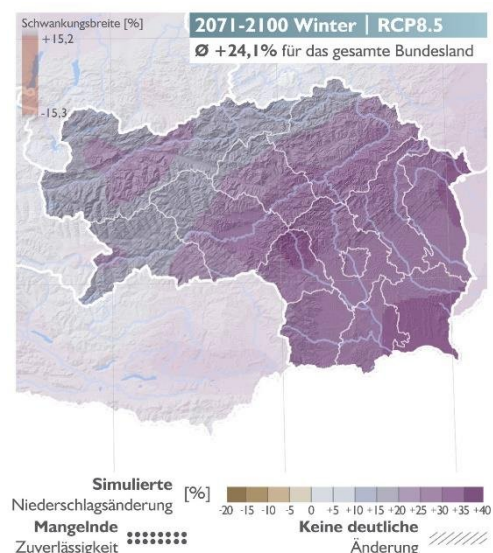 Schwankungsbreite [%]
+15,2
-15,3
2071-2100 Winter | RCP8.5
Ø +24,1% für das gesamte Bundesland
Simulierte
Niederschlagsänderung [%]
-20 -15 -10 -5 0 +5 +10 +15 +20 +25 +30 +35 +40
Mangelnde
Zuverlässigkeit
Keine deutliche
Änderung